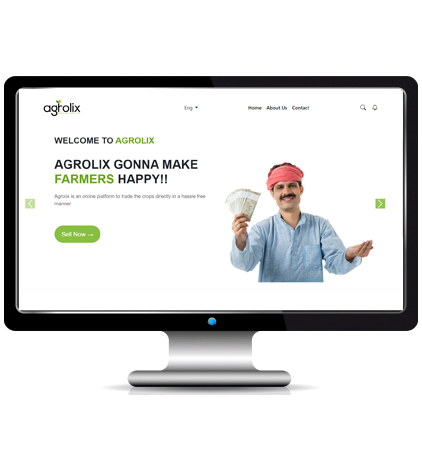 agrolix
Eng
Home About Us Contact
WELCOME TO AGROLIX
AGROLIX GONNA MAKE
FARMERS HAPPY!!
Agrolix is an online platform to trade the crops directly in a hassle free
manner
Sell Now →